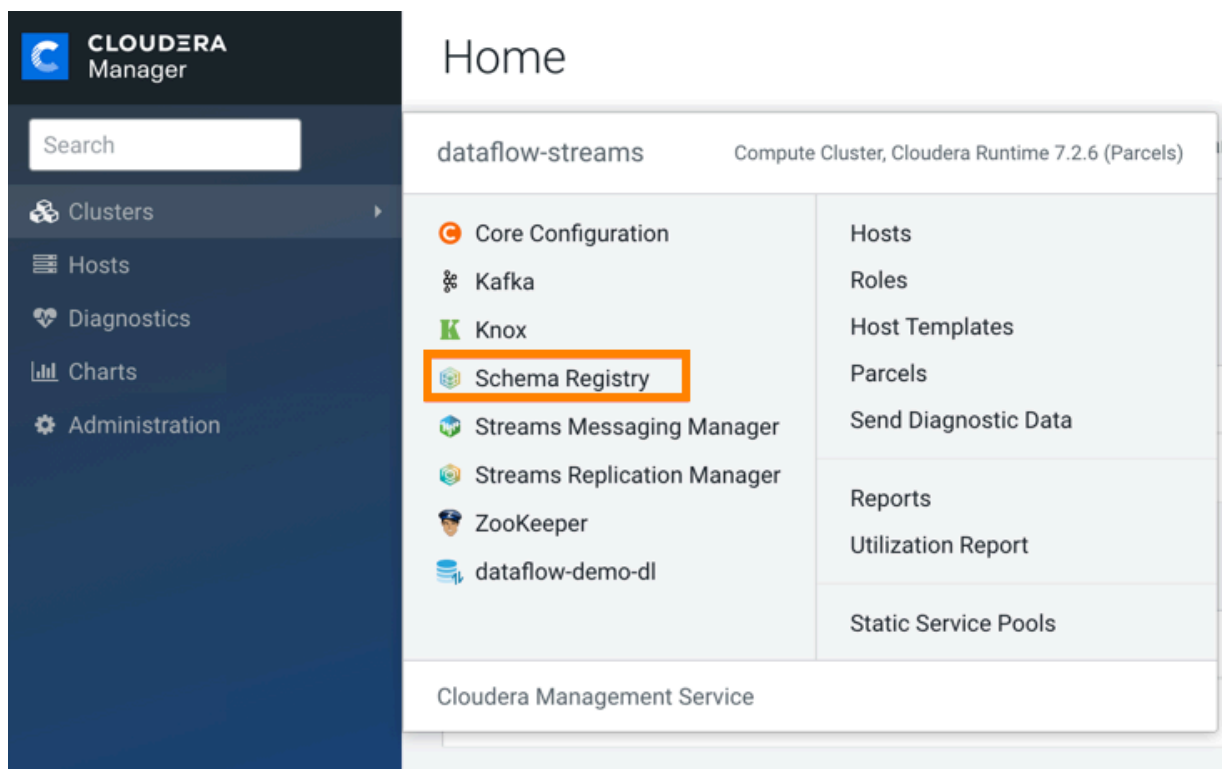 CLOUDERA
Manager
Home
Search
Clusters
Hosts
Diagnostics
Charts
Administration
dataflow-streams
Compute Cluster, Cloudera Runtime 7.2.6 (Parcels)
Core Configuration
Kafka
Knox
Schema Registry
Streams Messaging Manager
Streams Replication Manager
ZooKeeper
dataflow-demo-dl
Hosts
Roles
Host Templates
Parcels
Send Diagnostic Data
Reports
Utilization Report
Static Service Pools
Cloudera Management Service